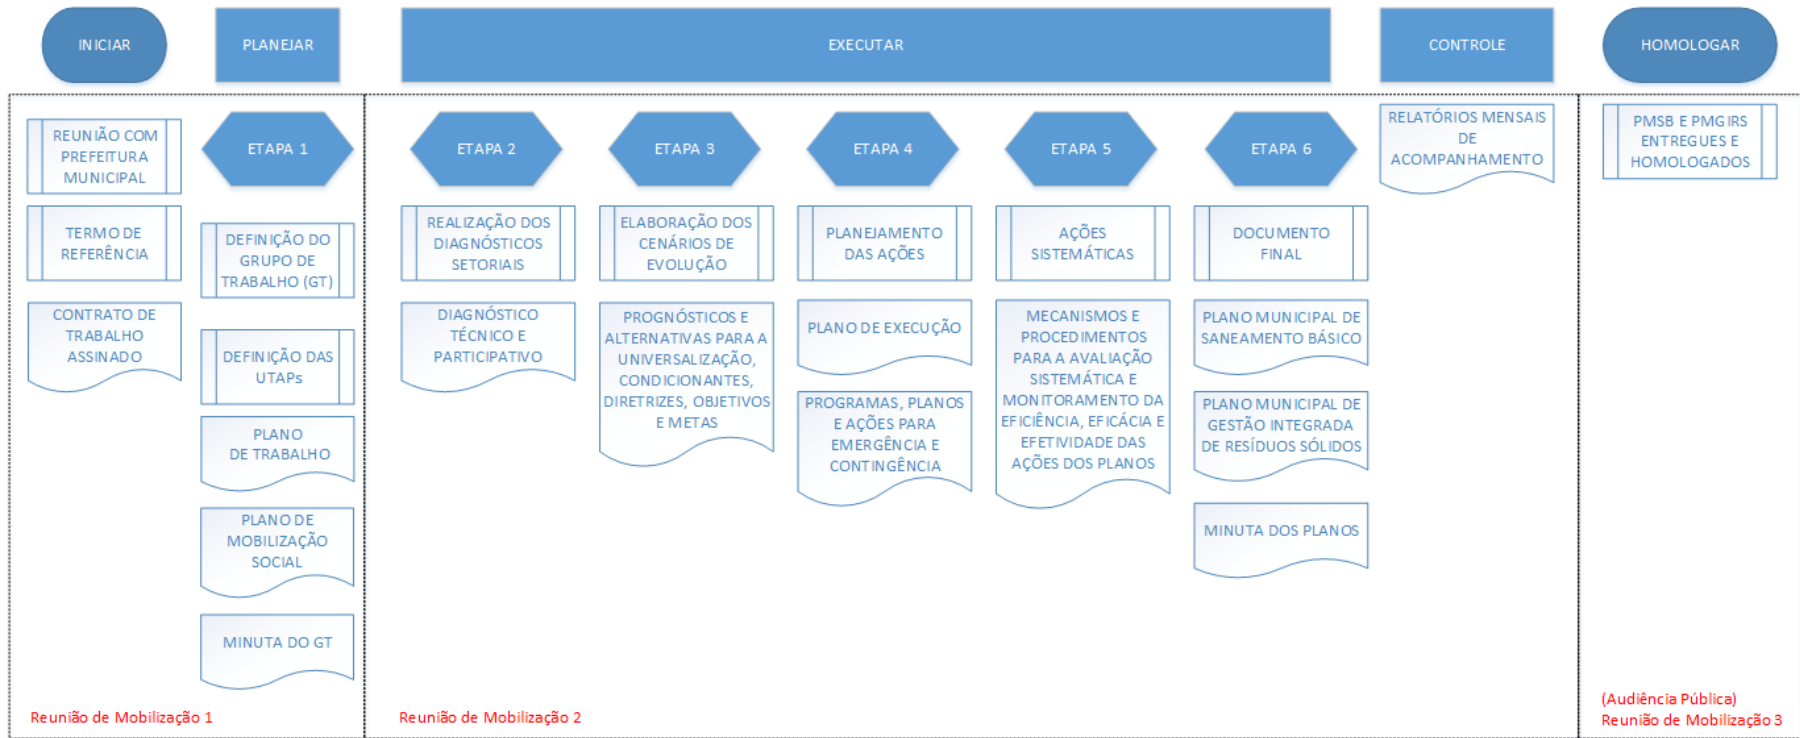 INICIAR
PLANEJAR
EXECUTAR
CONTROLE
HOMOLOGAR
REUNIÃO COM
PREFEITURA
MUNICIPAL
TERMO DE
REFERÊNCIA
CONTRATO DE
TRABALHO
ASSINADO
ETAPA 1
DEFINIÇÃO DO
GRUPO DE
TRABALHO (GT)
DEFINIÇÃO DAS
UTAPs
PLANO
DE TRABALHO
PLANO DE
MOBILIZAÇÃO
SOCIAL
MINUTA DO GT
Reunião de Mobilização 1
ETAPA 2
REALIZAÇÃO DOS
DIAGNÓSTICOS
SETORIAIS
DIAGNÓSTICO
TÉCNICO E
PARTICIPATIVO
ETAPA 3
ELABORAÇÃO DOS
CENÁRIOS DE
EVOLUÇÃO
PROGNÓSTICOS E
ALTERNATIVAS PARA A
UNIVERSALIZAÇÃO,
CONDICIONANTES,
DIRETRIZES, OBJETIVOS
E METAS
ETAPA 4
PLANEJAMENTO
DAS AÇÕES
PLANO DE EXECUÇÃO
PROGRAMAS, PLANOS
E AÇÕES PARA
EMERGÊNCIA E
CONTINGÊNCIA
ETAPA 5
AÇÕES
SISTEMÁTICAS
MECANISMOS E
PROCEDIMENTOS
PARA A AVALIAÇÃO
SISTEMÁTICA E
MONITORAMENTO DA
EFICIÊNCIA, EFICÁCIA E
EFETIVIDADE DAS
AÇÕES DOS PLANOS
ETAPA 6
DOCUMENTO
FINAL
PLANO MUNICIPAL DE
SANEAMENTO BÁSICO
PLANO MUNICIPAL DE
GESTÃO INTEGRADA
DE RESÍDUOS SÓLIDOS
MINUTA DOS PLANOS
RELATÓRIOS MENSAIS
DE
ACOMPANHAMENTO
Reunião de Mobilização 2
PMSB E PMGIRS
ENTREGUES E
HOMOLOGADOS
(Audiência Pública)
Reunião de Mobilização 3